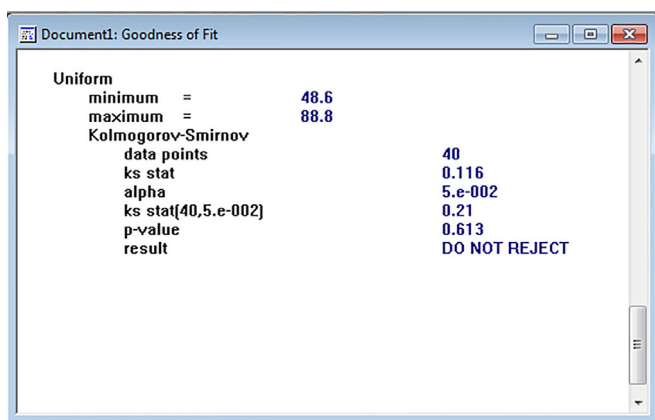 Document1: Goodness of Fit
Uniform
minimum = 48.6
maximum = 88.8
Kolmogorov-Smirnov
data points 40
ks stat 0.116
alpha 5.e-002
ks stat(40,5.e-002) 0.21
p-value 0.613
result DO NOT REJECT